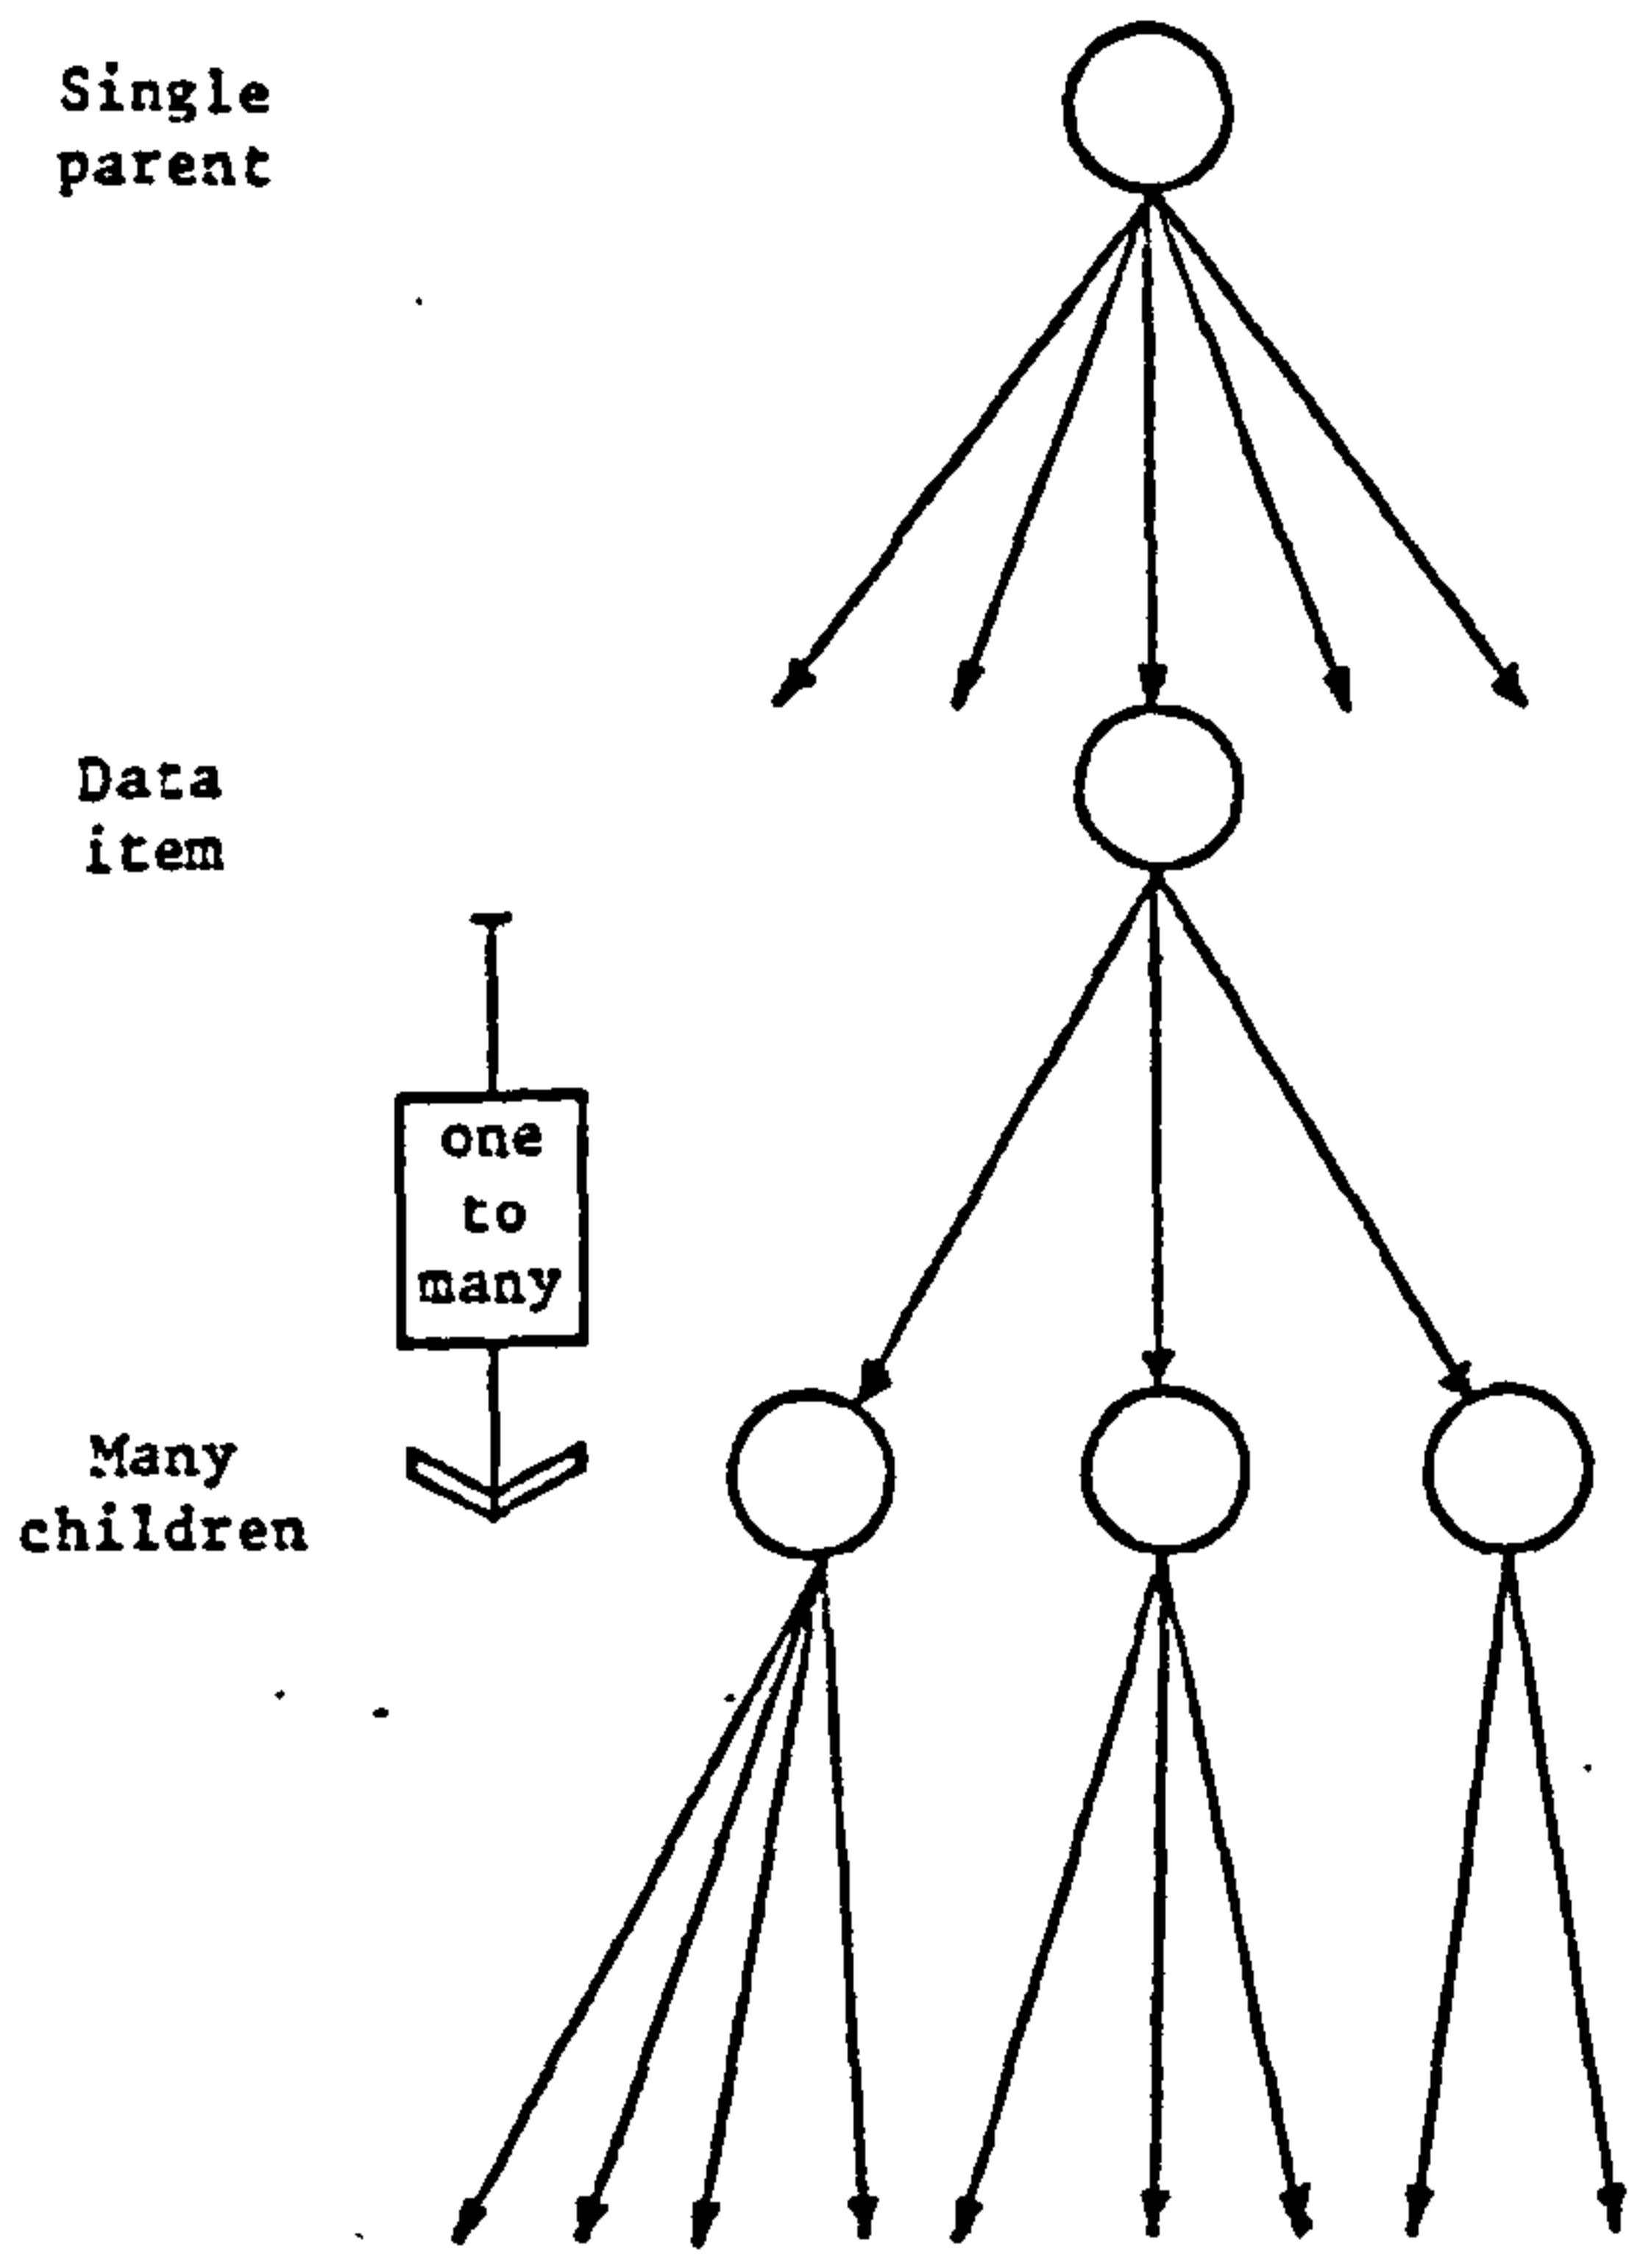 Single
parent
Data
item
one
to
many
Many
children